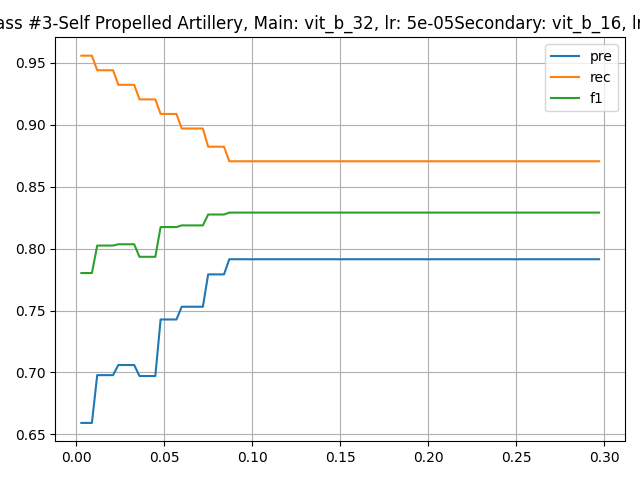 ass #3-Self Propelled Artillery, Main: vit_b_32, lr: 5e-05Secondary: vit_b_16, lr
pre
rec
f1
0.95
0.90
0.85
0.80
0.75
0.70
0.65
0.00 0.05 0.10 0.15 0.20 0.25 0.30